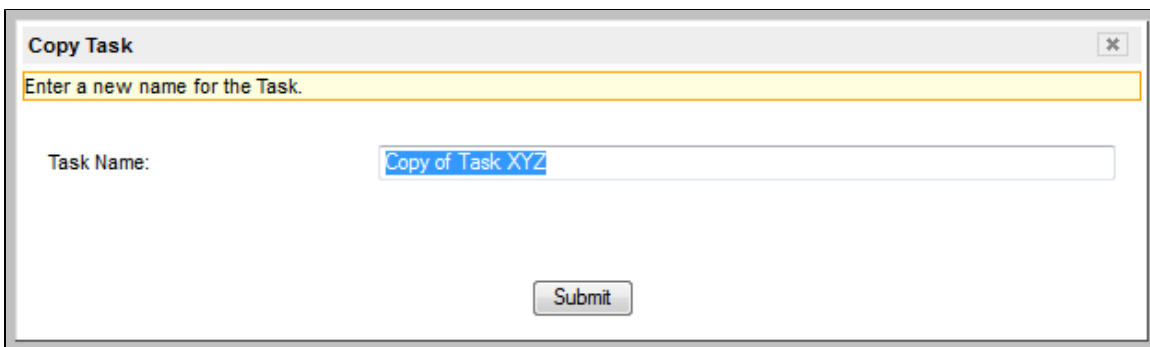 Copy Task
Enter a new name for the Task.
Task Name:
Copy of Task XYZ
Submit